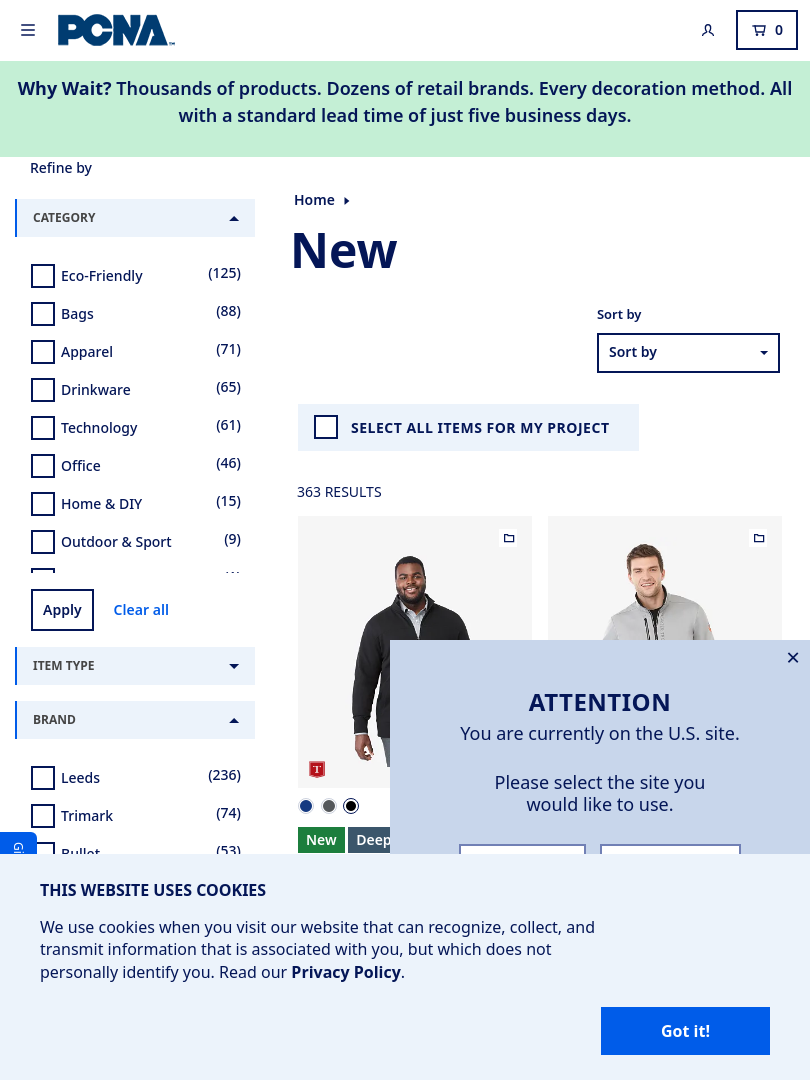 PCNA
0
Why Wait? Thousands of products. Dozens of retail brands. Every decoration method. All
with a standard lead time of just five business days.
Refine by
CATEGORY
Eco-Friendly (125)
Bags (88)
Apparel (71)
Drinkware (65)
Technology (61)
Office (46)
Home & DIY (15)
Outdoor & Sport (9)
Apply
Clear all
ITEM TYPE
BRAND
Leeds (236)
Trimark (74)
Bullet (53)
Home
New
Sort by
Sort by
SELECT ALL ITEMS FOR MY PROJECT
363 RESULTS
T
New
Deep
ATTENTION
You are currently on the U.S. site.
Please select the site you
would like to use.
THIS WEBSITE USES COOKIES
We use cookies when you visit our website that can recognize, collect, and
transmit information that is associated with you, but which does not
personally identify you. Read our Privacy Policy.
Got it!